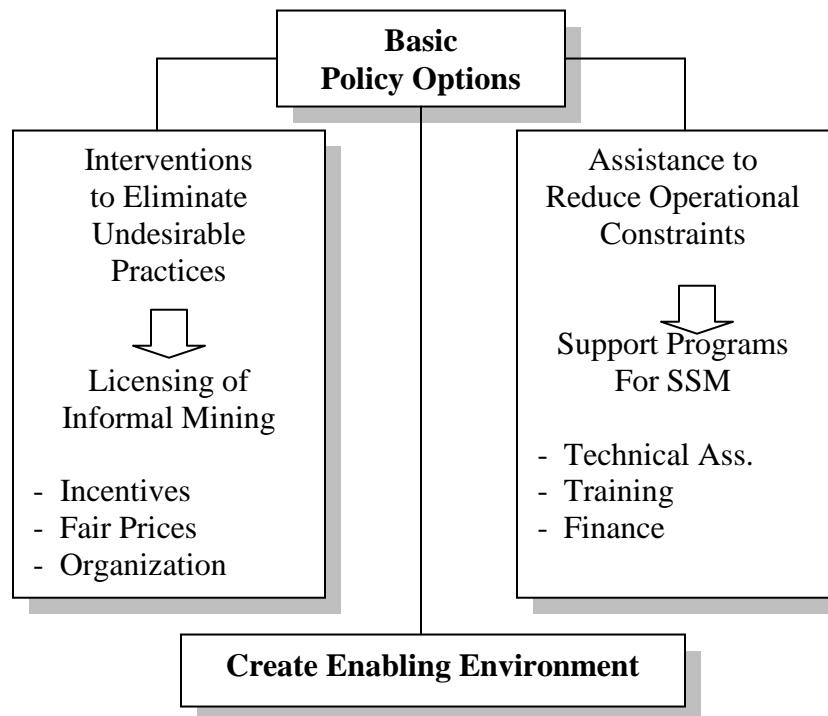 Basic
Policy Options
Interventions
to Eliminate
Undesirable
Practices
Licensing of
Informal Mining
- Incentives
- Fair Prices
- Organization
Assistance to
Reduce Operational
Constraints
Support Programs
For SSM
- Technical Ass.
- Training
- Finance
Create Enabling Environment